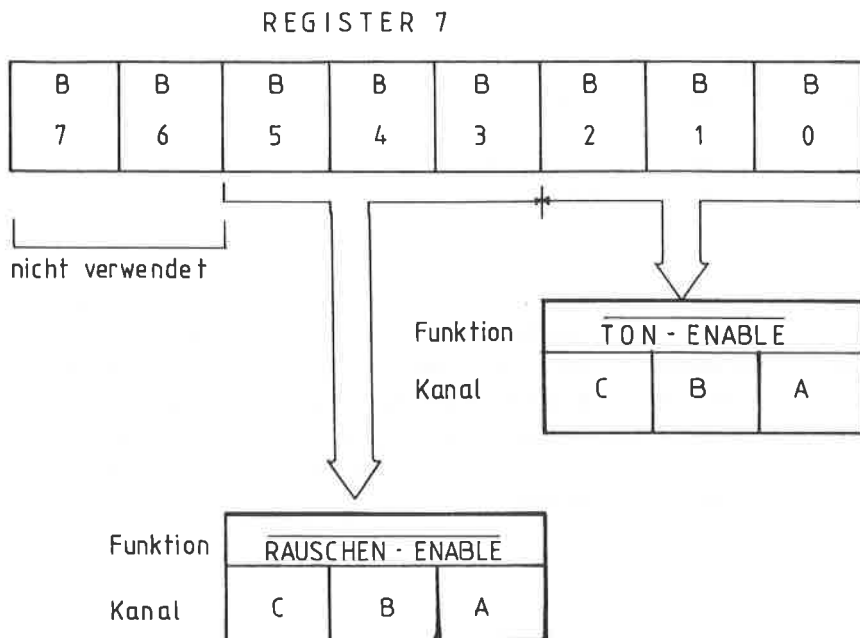 REGISTER 7
B B B B B B B B
7 6 5 4 3 2 1 0
nicht verwendet
Funktion TON - ENABLE
Kanal C B A
Funktion RAUSCHEN - ENABLE
Kanal C B A